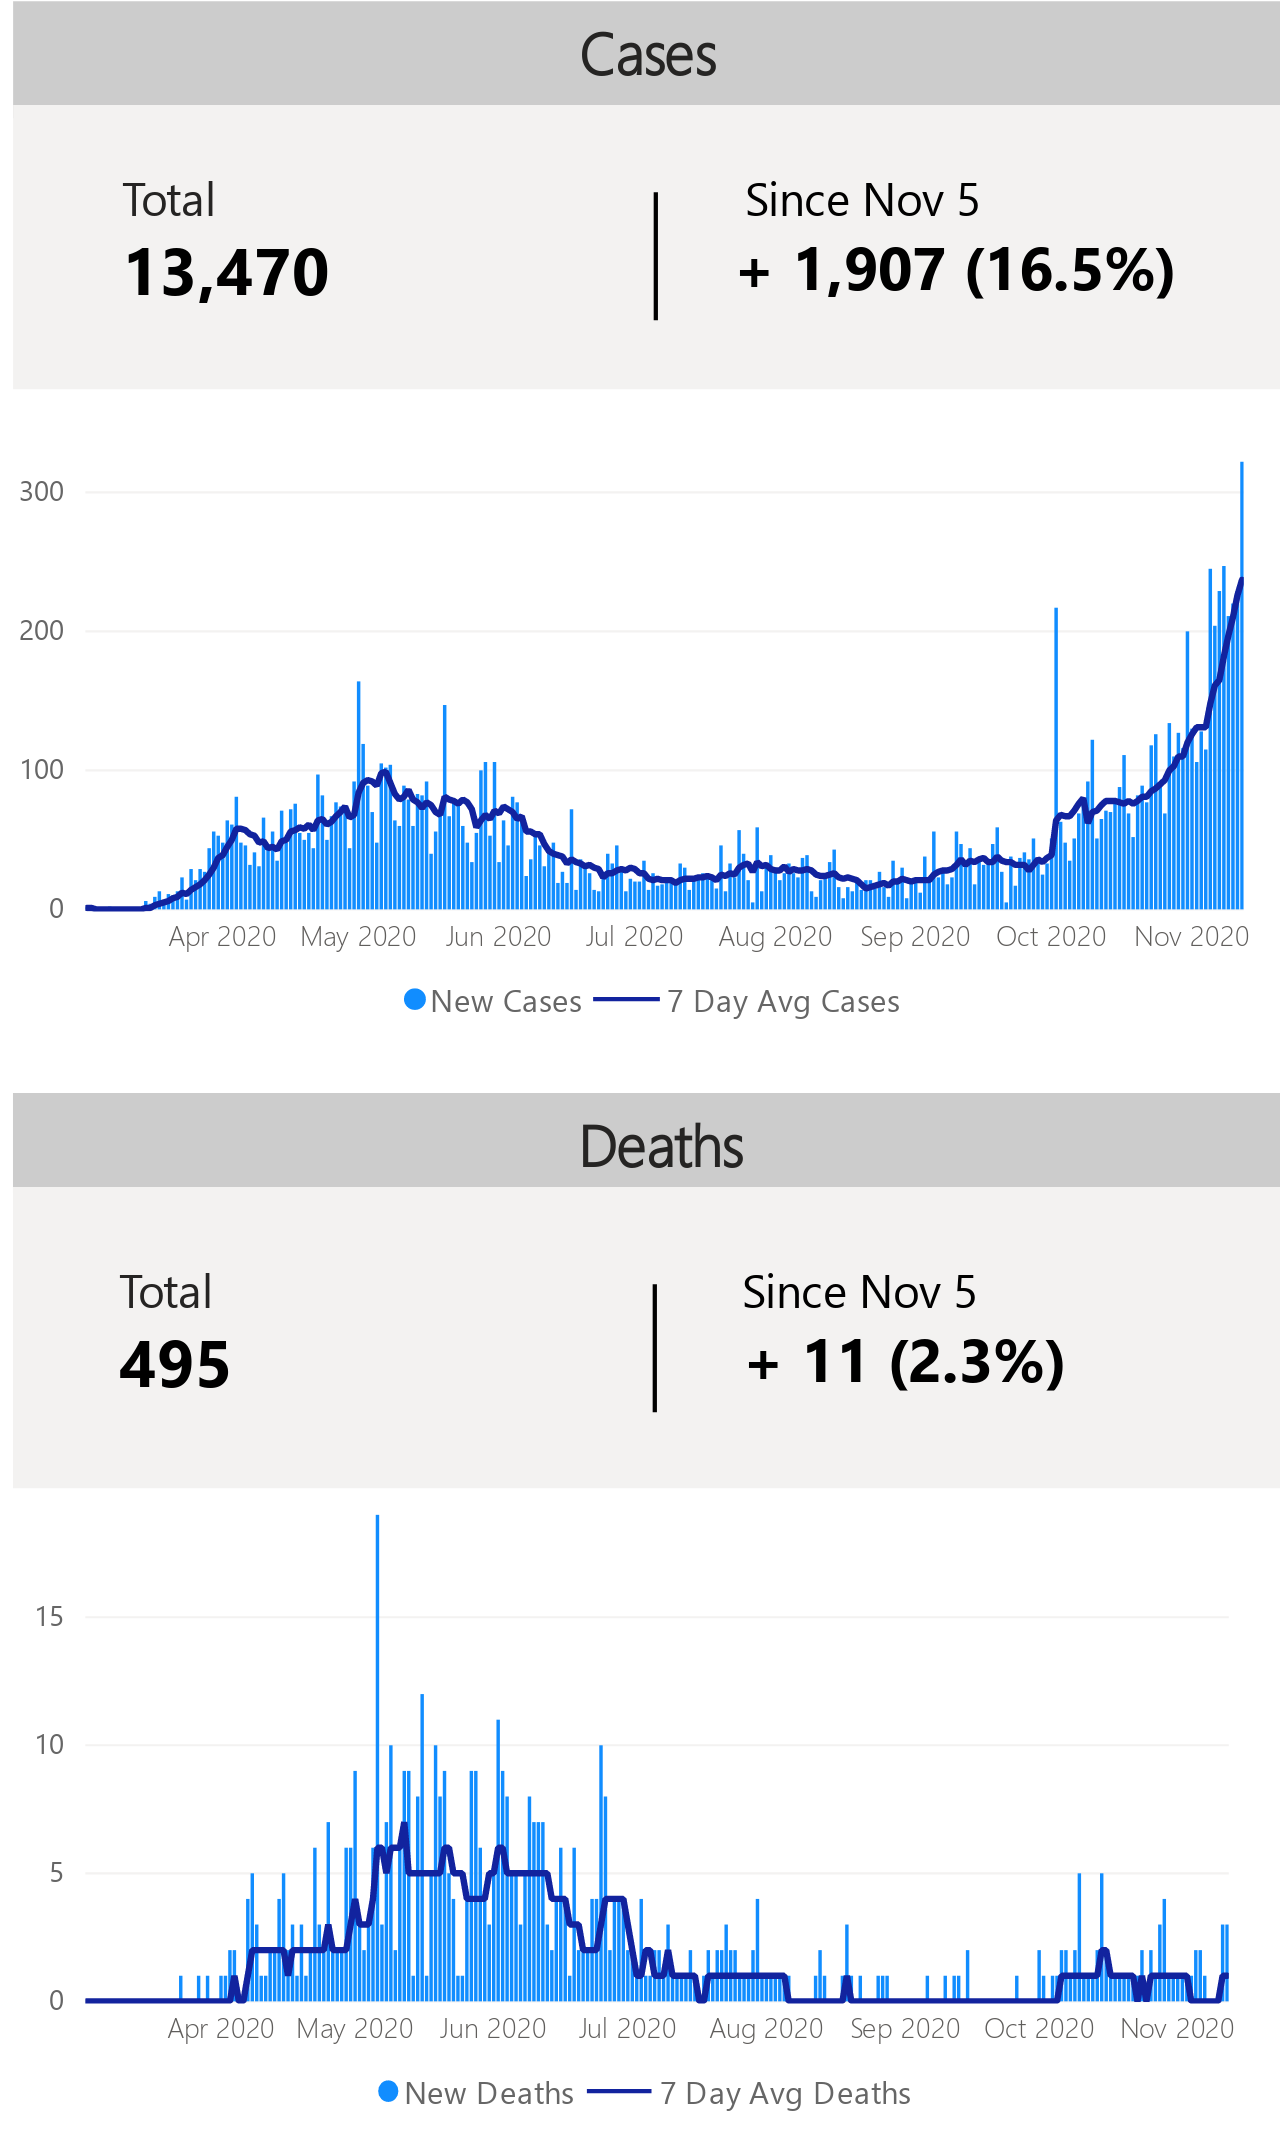 Cases
Total
Since Nov 5
13,470
+ 1,907 (16.5%)
300
200
100
0
Apr 2020 May 2020 Jun 2020 Jul 2020 Aug 2020 Sep 2020 Oct 2020 Nov 2020
New Cases 7 Day Avg Cases
Deaths
Total
Since Nov 5
495
+ 11 (2.3%)
15
10
5
0
Apr 2020 May 2020 Jun 2020 Jul 2020 Aug 2020 Sep 2020 Oct 2020 Nov 2020
New Deaths 7 Day Avg Deaths